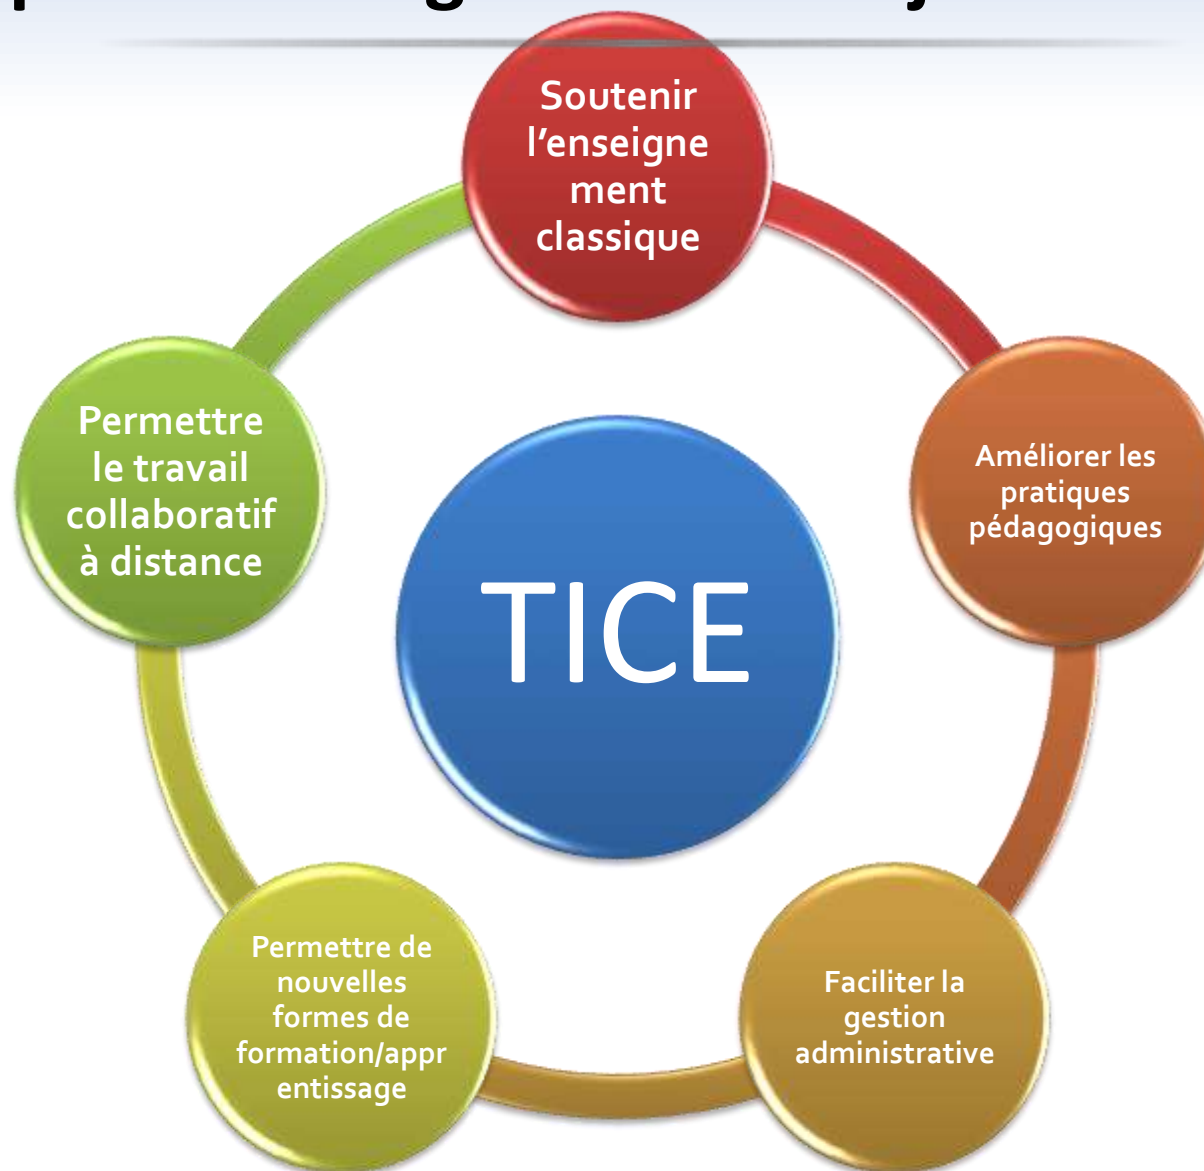 Soutenir
l'enseigne
ment
classique
Améliorer les
pratiques
pédagogiques
Faciliter la
gestion
administrative
Permettre de
nouvelles
formes de
formation/appr
entissage
Permettre
le travail
collaboratif
à distance
TICE